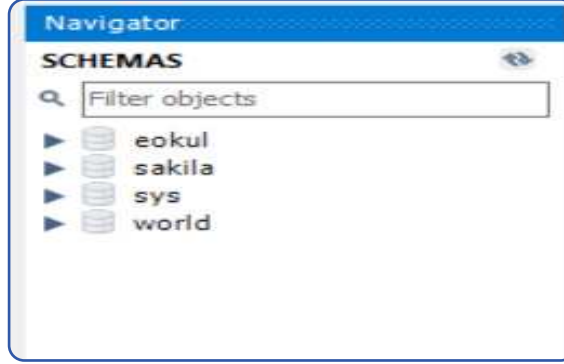 Navigator
SCHEMAS
Filter objects
eokul
sakila
sys
world